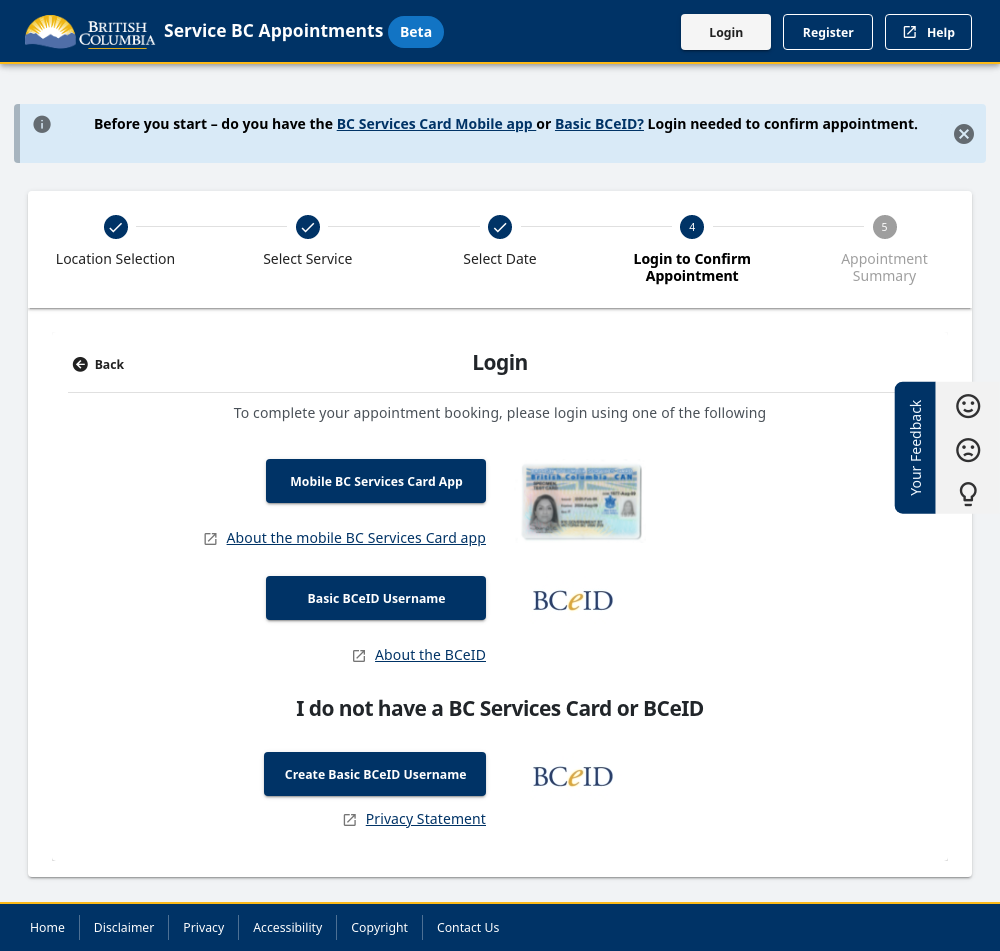 BRITISH COLUMBIA
Service BC Appointments
Beta
Login
Register
Help
Before you start – do you have the BC Services Card Mobile app or Basic BCeID? Login needed to confirm appointment.
Location Selection
Select Service
Select Date
4
Login to Confirm
Appointment
5
Appointment
Summary
Back
Login
To complete your appointment booking, please login using one of the following
Your Feedback
Mobile BC Services Card App
British Columbia CAN
About the mobile BC Services Card app
Basic BCeID Username
BCeID
About the BCeID
I do not have a BC Services Card or BCeID
Create Basic BCeID Username
BCeID
Privacy Statement
Home
Disclaimer
Privacy
Accessibility
Copyright
Contact Us